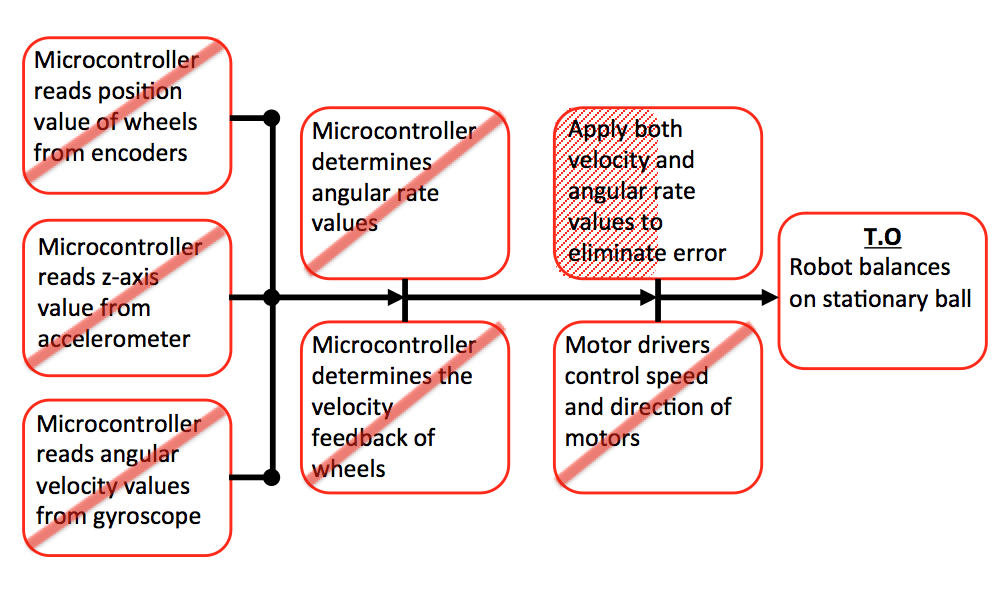 Microcontroller
reads position
value of wheels
from encoders
Microcontroller
reads z-axis
value from
accelerometer
Microcontroller
reads angular
velocity values
from gyroscope
Microcontroller
determines
angular rate
values
Microcontroller
determines the
velocity
feedback of
wheels
Apply both
velocity and
angular rate
values to
eliminate error
Motor drivers
control speed
and direction of
motors
T.O
Robot balances
on stationary ball